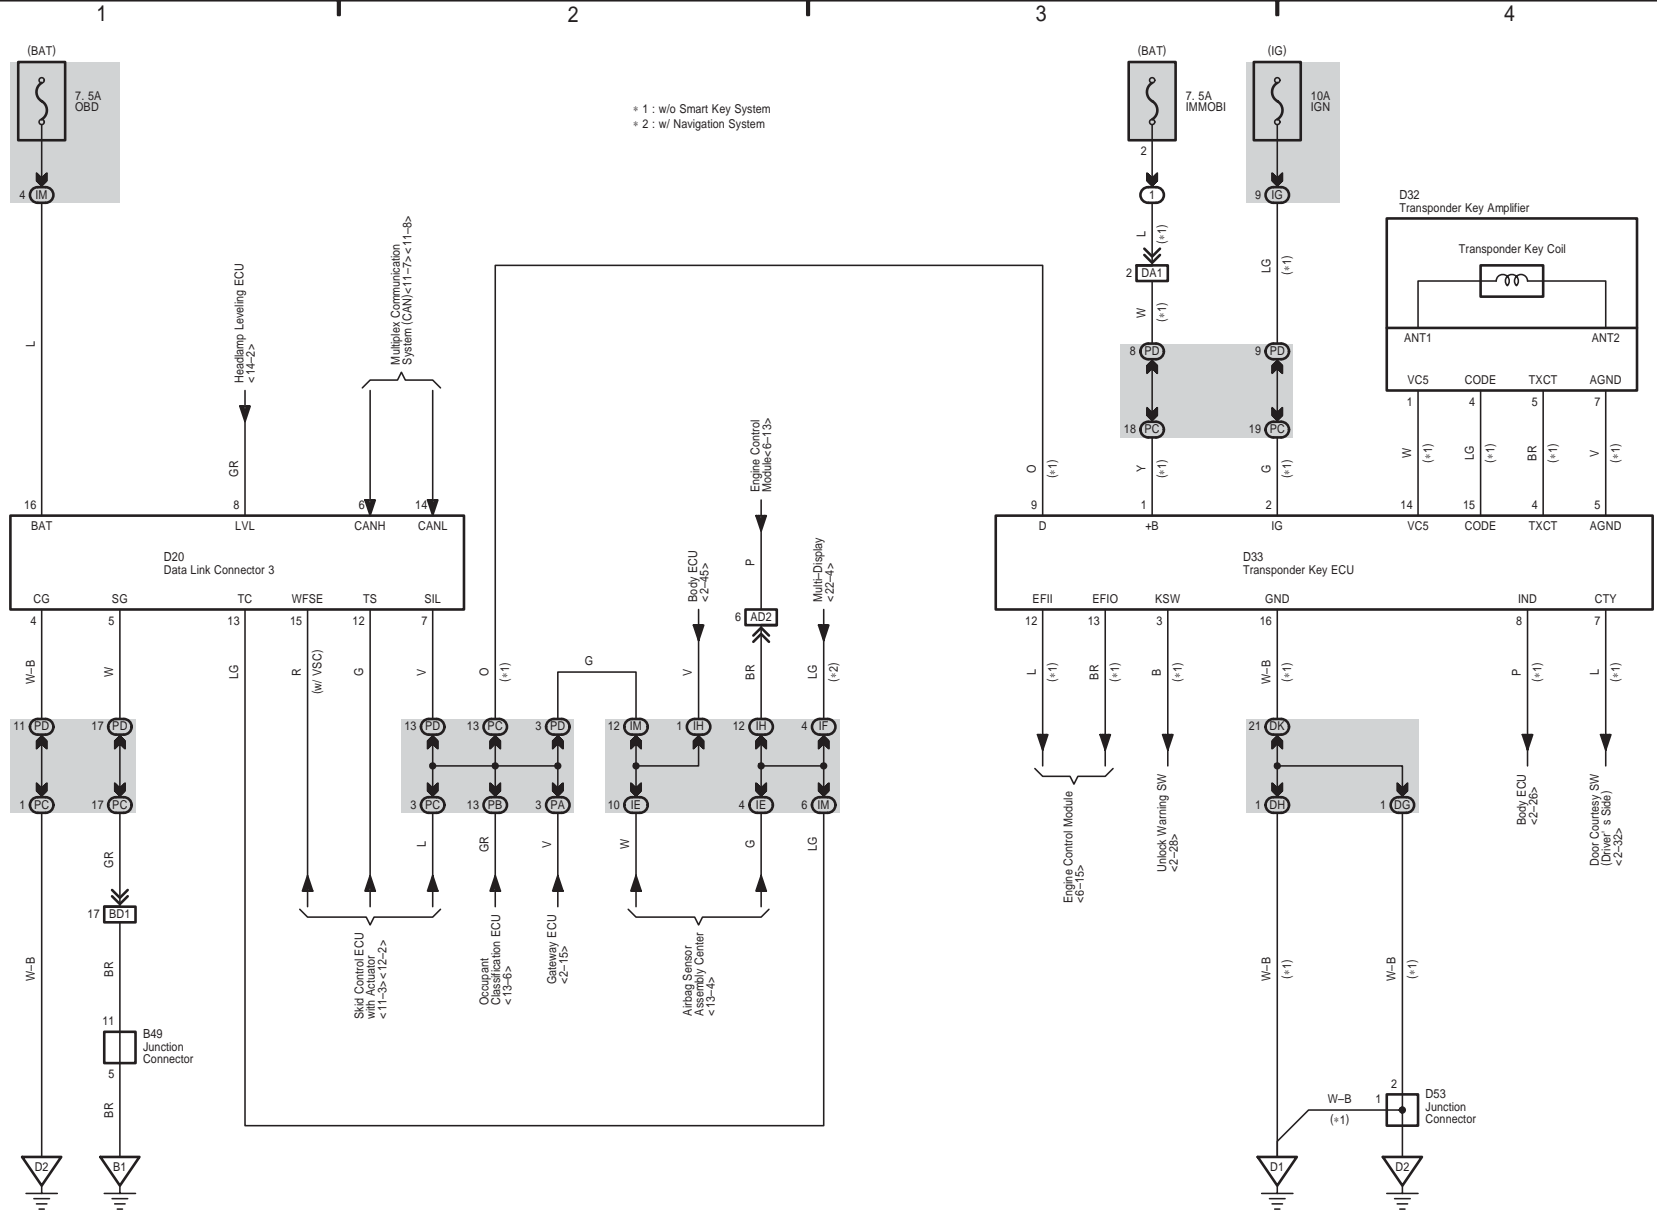 1
2
3
4
(BAT)
7. 5A
OBD
4
IM
∗ 1 : w/o Smart Key System
∗ 2 : w/ Navigation System
(BAT)
7. 5A
IMMOBI
2
1
(IG)
10A
IGN
9
IG
L
(∗1)
2
DA1
W
(∗1)
LG
(∗1)
8
PD
9
PD
18
PC
19
PC
Y
(∗1)
G
(∗1)
D32
Transponder Key Amplifier
Transponder Key Coil
ANT1
ANT2
VC5
CODE
TXCT
AGND
1
4
5
7
W
(∗1)
LG
(∗1)
BR
(∗1)
V
(∗1)
L
Headlamp Leveling ECU
<14–2>
GR
Multiplex Communication
System (CAN)<11–7><11–8>
O
(∗1)
16
8
6
14
BAT
LVL
CANH
CANL
D20
Data Link Connector 3
CG
SG
TC
WFSE
TS
SIL
4
5
13
15
12
7
9
1
2
14
15
4
5
D
+B
IG
VC5
CODE
TXCT
AGND
D33
Transponder Key ECU
EFII
EFIO
KSW
GND
IND
CTY
12
13
3
16
8
7
Engine Control
Module<6–13>
P
6
AD2
Body ECU
<2–45>
Multi–Display
<22–4>
W–B
W
LG
R
(w/ VSC)
G
V
O
(∗1)
G
V
BR
LG
(∗2)
L
(∗1)
BR
(∗1)
B
(∗1)
W–B
(∗1)
P
(∗1)
L
(∗1)
11
PD
17
PD
13
PD
13
PC
3
PD
12
IM
1
IH
12
IH
4
IF
21
DK
1
PC
17
PC
3
PC
13
PB
3
PA
10
IE
4
IE
6
IM
1
DH
1
DG
GR
L
GR
V
W
G
LG
17
BD1
W–B
BR
Skid Control ECU
with Actuator
<11–3><12–2>
Occupant
Classification ECU
<13–6>
Gateway ECU
<2–15>
Airbag Sensor
Assembly Center
<13–4>
Engine Control Module
<6–15>
Unlock Warning SW
<2–28>
Body ECU
<2–26>
Door Courtesy SW
(Driver' s Side)
<2–32>
W–B
(∗1)
W–B
(∗1)
11
B49
Junction
Connector
5
BR
W–B
(∗1)
2
1
D53
Junction
Connector
D2
B1
D1
D2